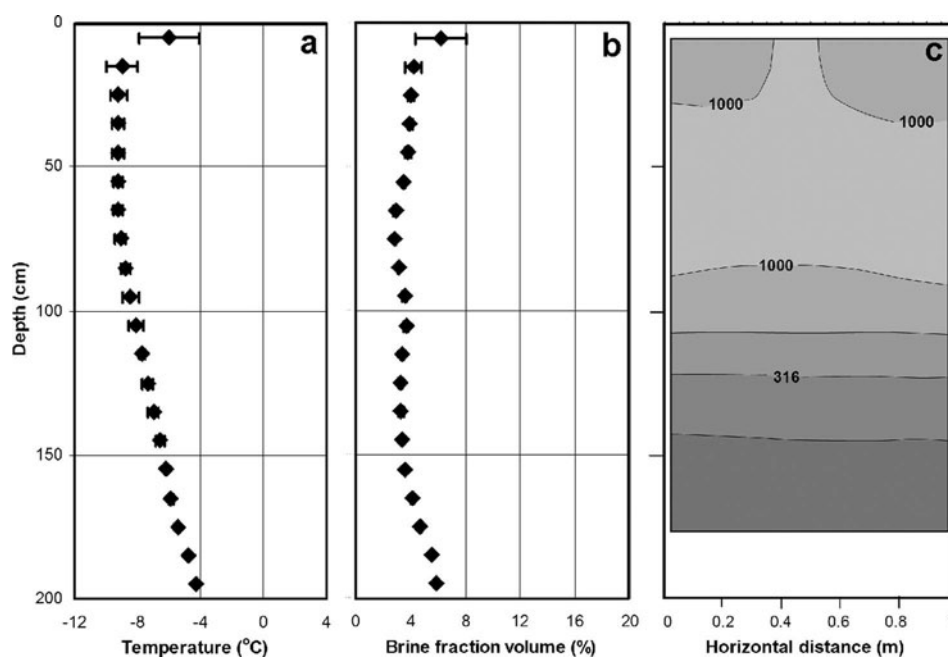 a
b
c
0
50
100
150
200
Depth (cm)
-12 -8 -4 0 4
Temperature (°C)
0 4 8 12 16 20
Brine fraction volume (%)
1000
1000
1000
316
0.2 0.4 0.6 0.8
Horizontal distance (m)